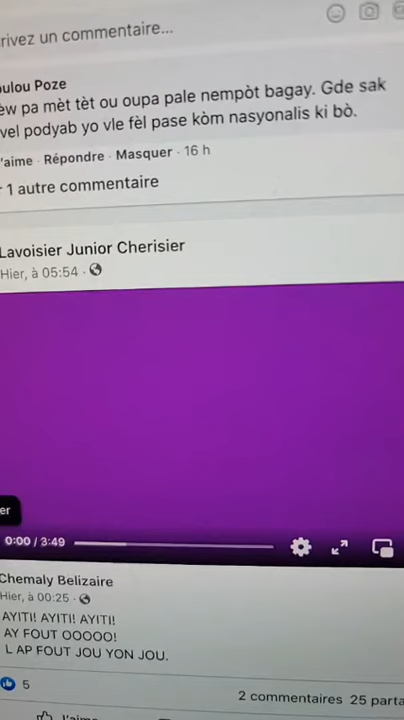 rivez un commentaire...
oulou Poze
èw pa mèt tèt ou oupa pale nempòt bagay. Gde sak
vel podyab yo vle fèl pase kòm nasyonalis ki bò.
'aime · Répondre · Masquer · 16 h
1 autre commentaire
Lavoisier Junior Cherisier
Hier, à 05:54 ·
er
0:00 / 3:49
Chemaly Belizaire
Hier, à 00:25 ·
AYITI! AYITI! AYITI!
AY FOUT OOOOO!
L AP FOUT JOU YON JOU.
5
2 commentaires 25 parta
J'aime